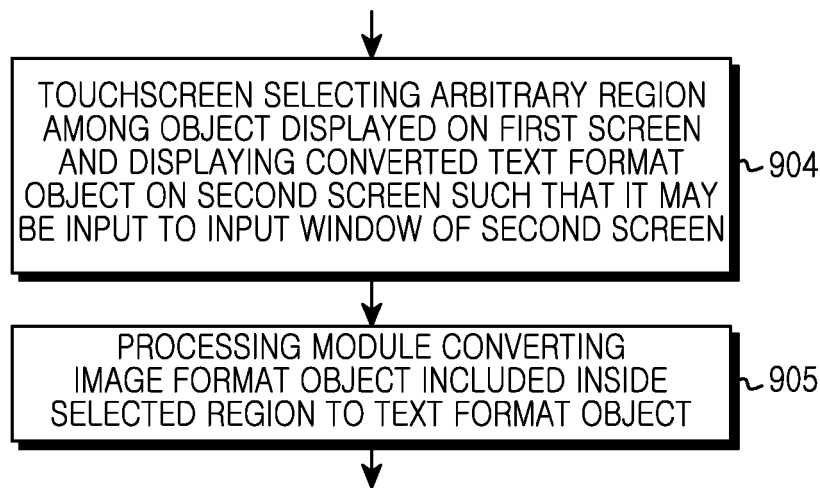 TOUCHSCREEN SELECTING ARBITRARY REGION
AMONG OBJECT DISPLAYED ON FIRST SCREEN
AND DISPLAYING CONVERTED TEXT FORMAT
OBJECT ON SECOND SCREEN SUCH THAT IT MAY
BE INPUT TO INPUT WINDOW OF SECOND SCREEN
904
PROCESSING MODULE CONVERTING
IMAGE FORMAT OBJECT INCLUDED INSIDE
SELECTED REGION TO TEXT FORMAT OBJECT
905